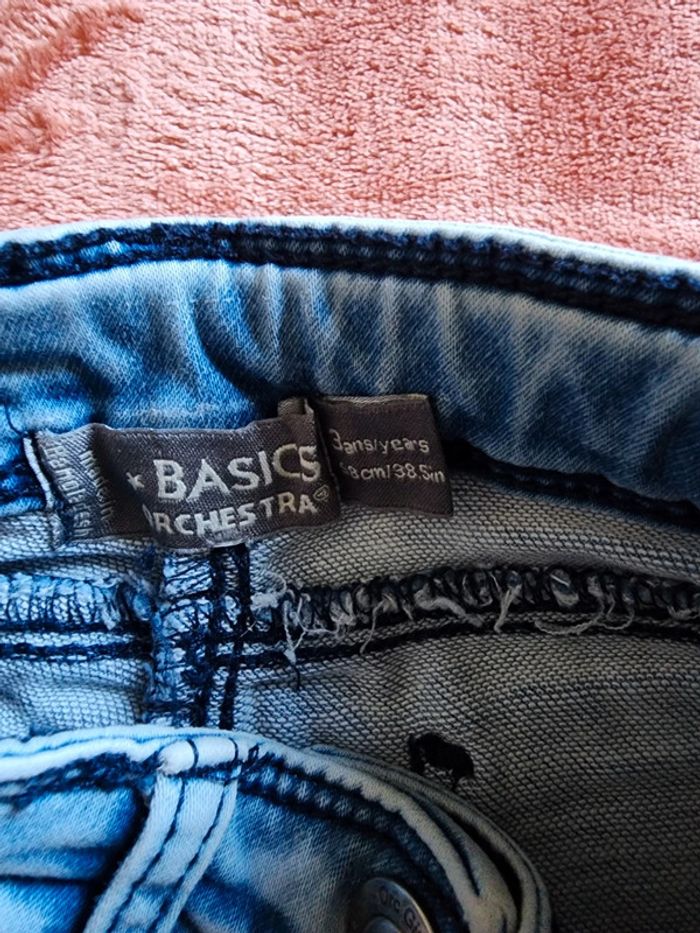 BASICS
ORCHESTRA
3ans/years
98cm/38.5in